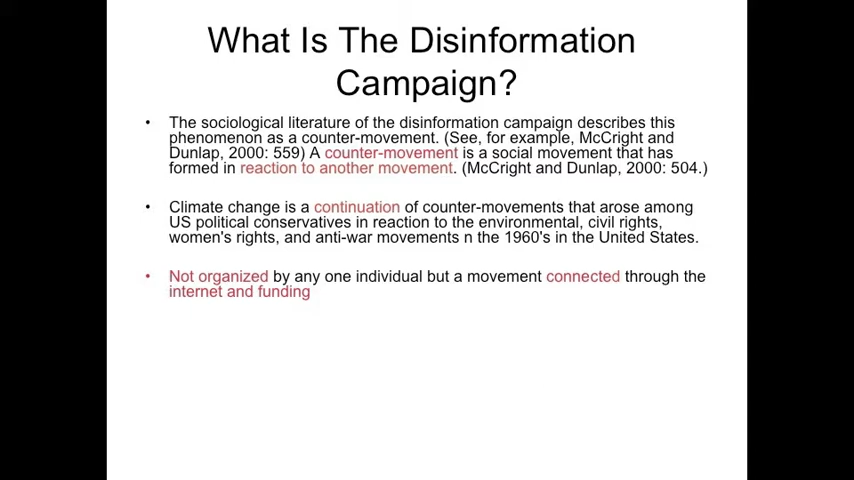 What Is The Disinformation
Campaign?
• The sociological literature of the disinformation campaign describes this
phenomenon as a counter-movement. (See, for example, McCright and
Dunlap, 2000: 559) A counter-movement is a social movement that has
formed in reaction to another movement. (McCright and Dunlap, 2000: 504.)
• Climate change is a continuation of counter-movements that arose among
US political conservatives in reaction to the environmental, civil rights,
women's rights, and anti-war movements n the 1960's in the United States.
• Not organized by any one individual but a movement connected through the
internet and funding